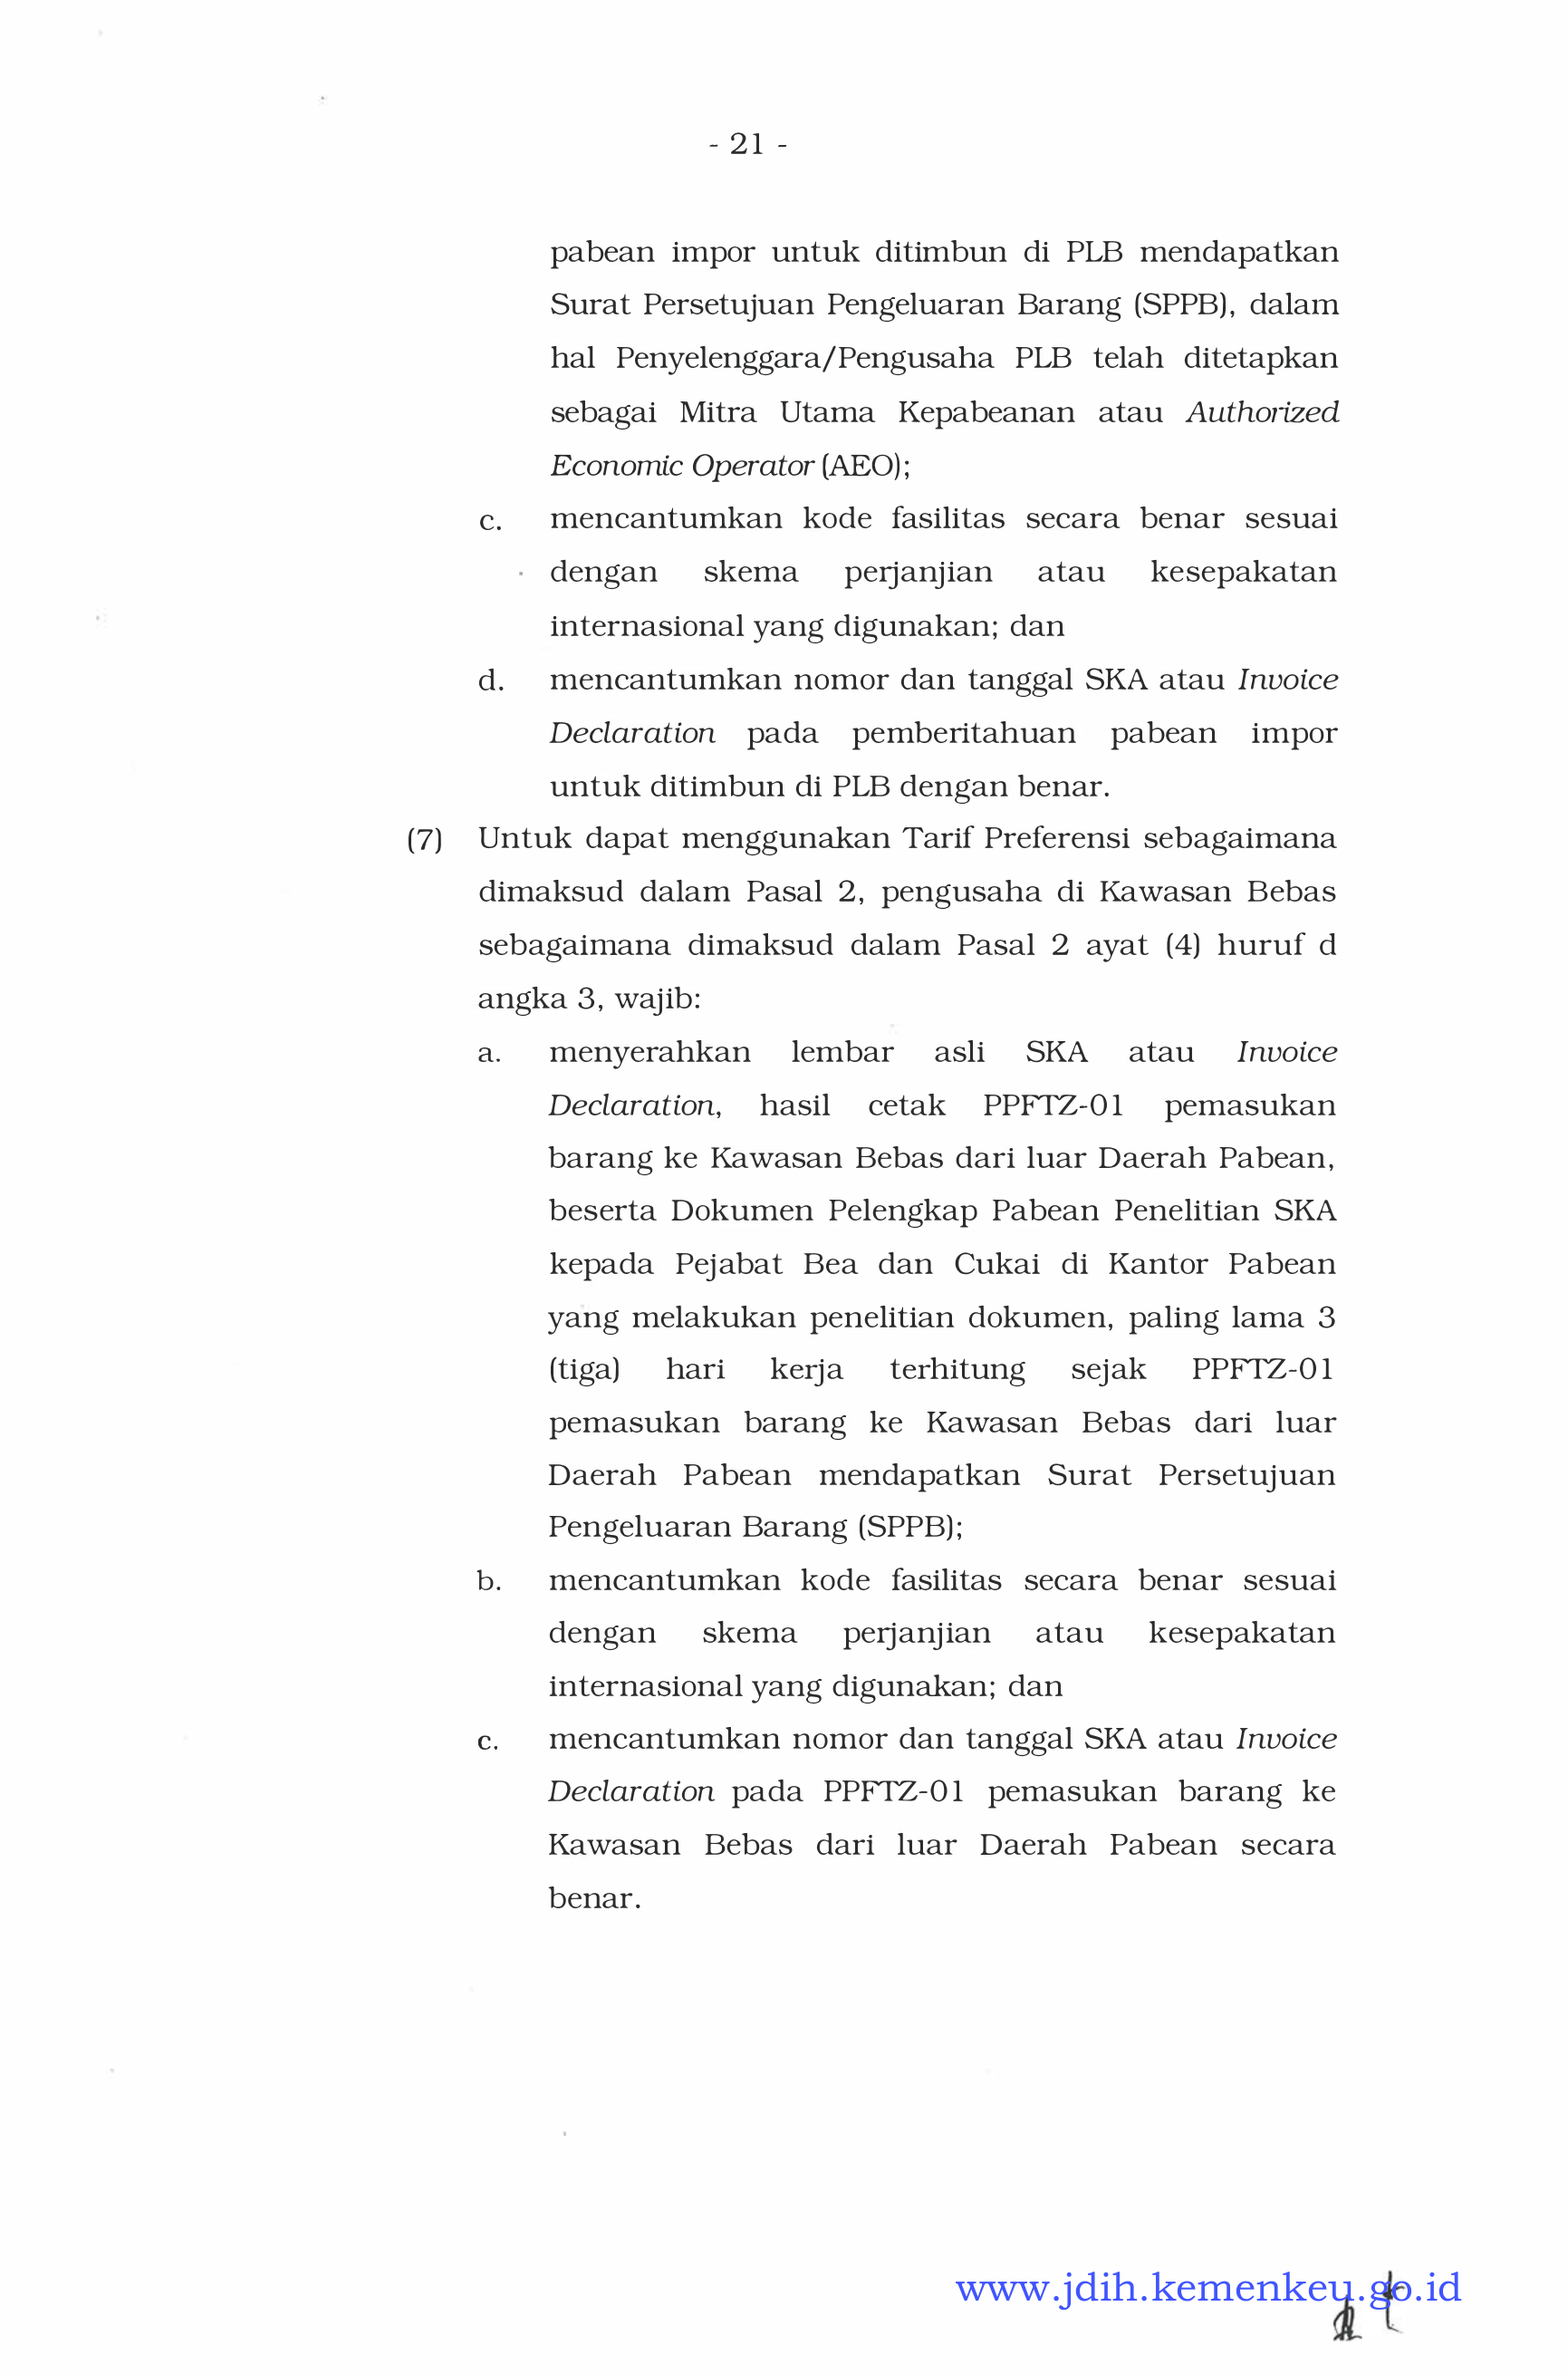 - 21 -
pabean impor untuk ditimbun di PLB mendapatkan
Surat Persetujuan Pengeluaran Barang (SPPB), dalam
hal Penyelenggara/Pengusaha PLB telah ditetapkan
sebagai Mitra Utama Kepabeanan atau Authorized
Economic Operator (AEO);
c. mencantumkan kode fasilitas secara benar sesuai
dengan skema perjanjian atau kesepakatan
internasional yang digunakan; dan
d. mencantumkan nomor dan tanggal SKA atau Invoice
Declaration pada pemberitahuan pabean impor
untuk ditimbun di PLB dengan benar.
(7) Untuk dapat menggunakan Tarif Preferensi sebagaimana
dimaksud dalam Pasal 2, pengusaha di Kawasan Bebas
sebagaimana dimaksud dalam Pasal 2 ayat (4) huruf d
angka 3, wajib:
a. menyerahkan lembar asli SKA atau Invoice
Declaration, hasil cetak PPFTZ-01 pemasukan
barang ke Kawasan Bebas dari luar Daerah Pabean,
beserta Dokumen Pelengkap Pabean Penelitian SKA
kepada Pejabat Bea dan Cukai di Kantor Pabean
yang melakukan penelitian dokumen, paling lama 3
(tiga) hari kerja terhitung sejak PPFTZ-01
pemasukan barang ke Kawasan Bebas dari luar
Daerah Pabean mendapatkan Surat Persetujuan
Pengeluaran Barang (SPPB);
b. mencantumkan kode fasilitas secara benar sesuai
dengan skema perjanjian atau kesepakatan
internasional yang digunakan; dan
c. mencantumkan nomor dan tanggal SKA atau Invoice
Declaration pada PPFTZ-01 pemasukan barang ke
Kawasan Bebas dari luar Daerah Pabean secara
benar.
www.jdih.kemenkeu.go.id